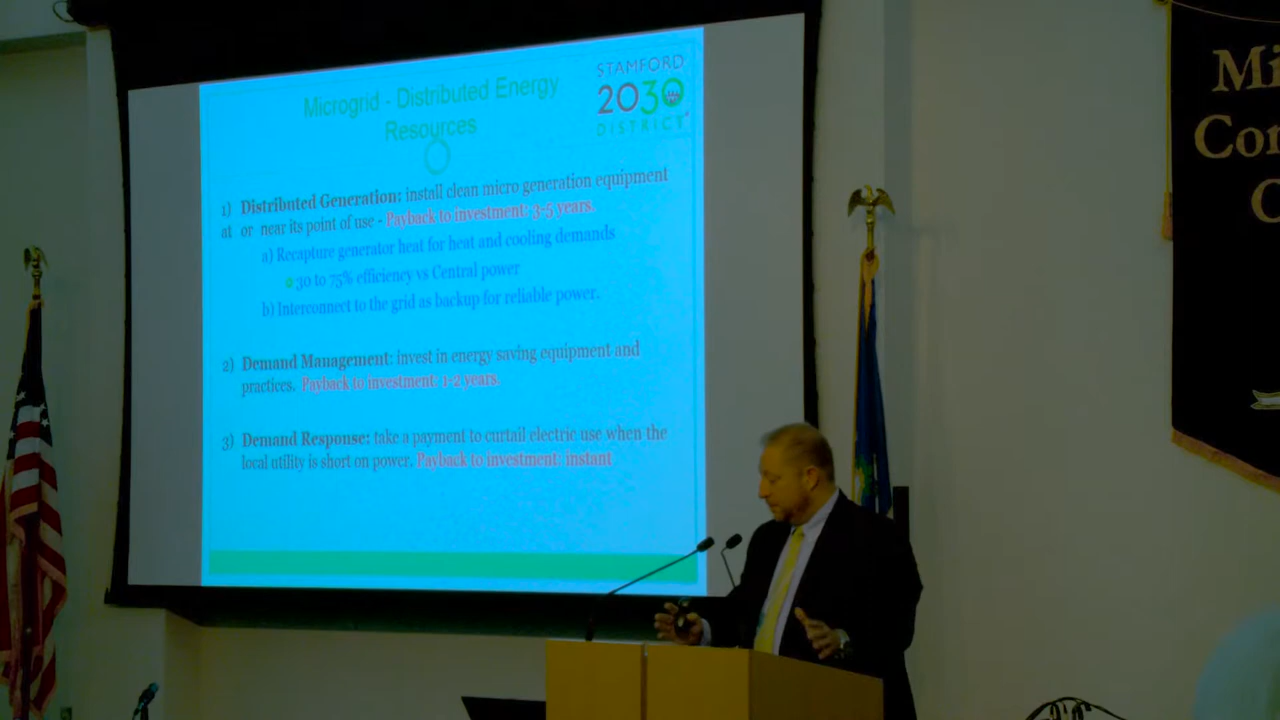 Microgrid - Distributed Energy
Resources
STAMFORD
2030
DISTRICT
1) Distributed Generation: install clean micro generation equipment
at or near its point of use - Payback to investment: 3-5 years.
a) Recapture generator heat for heat and cooling demands
30 to 75% efficiency vs Central power
b) Interconnect to the grid as backup for reliable power.
2) Demand Management: invest in energy saving equipment and
practices. Payback to investment: 1-2 years.
3) Demand Response: take a payment to curtail electric use when the
local utility is short on power. Payback to investment: instant
Mi
Co
C